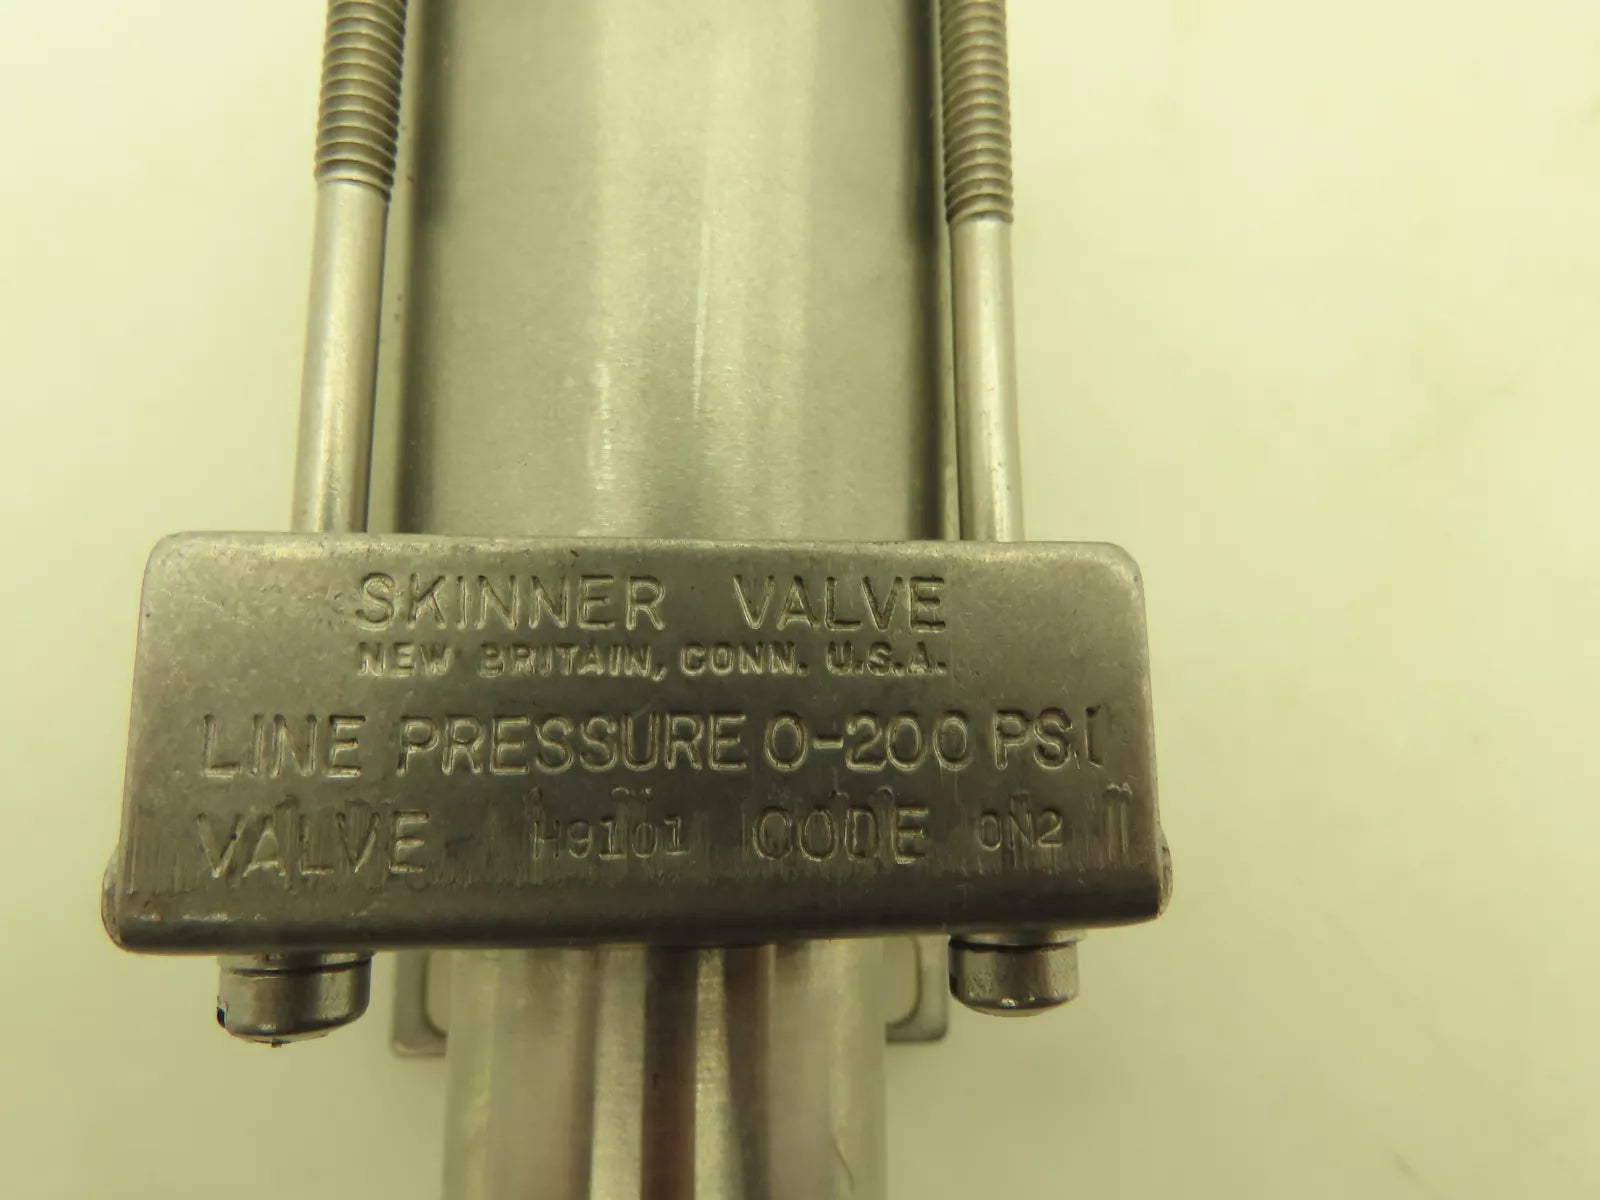 SKINNER VALVE
NEW BRITAIN, CONN. U.S.A.
LINE PRESSURE 0-200 PSI
VALVE H9101 CODE ON2